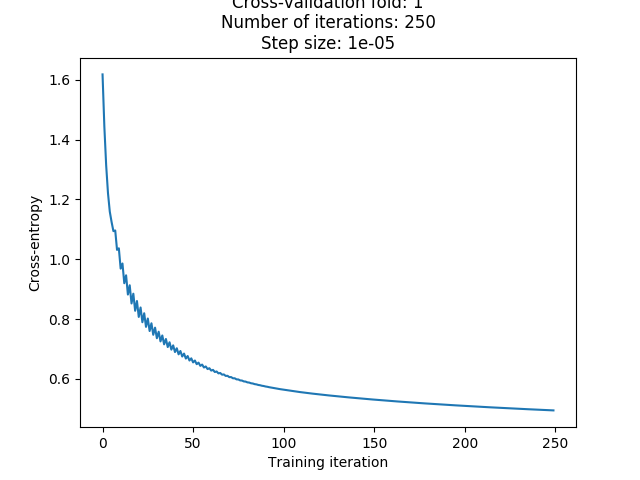 Cross-validation fold: 1
Number of iterations: 250
Step size: 1e-05
1.6
1.4
1.2
1.0
0.8
0.6
Cross-entropy
0
50
100
150
200
250
Training iteration